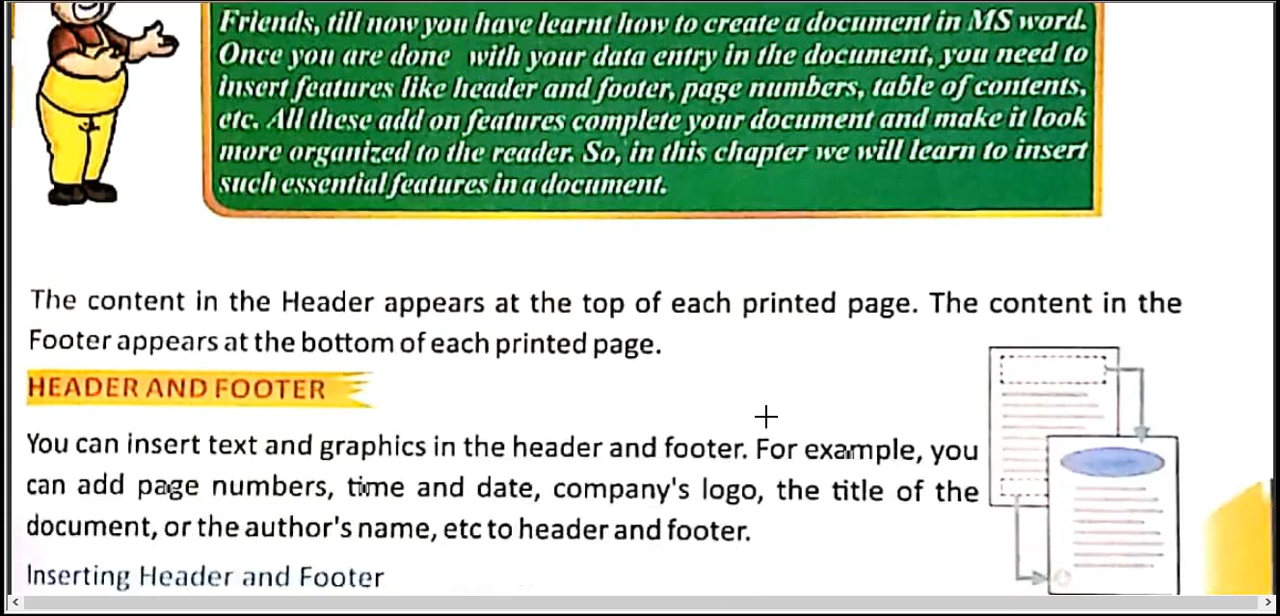 Friends, till now you have learnt how to create a document in MS word.
Once you are done with your data entry in the document, you need to
insert features like header and footer, page numbers, table of contents,
etc. All these add on features complete your document and make it look
more organized to the reader. So, in this chapter we will learn to insert
such essential features in a document.
The content in the Header appears at the top of each printed page. The content in the
Footer appears at the bottom of each printed page.
HEADER AND FOOTER
You can insert text and graphics in the header and footer. For example, you
can add page numbers, time and date, company's logo, the title of the
document, or the author's name, etc to header and footer.
Inserting Header and Footer